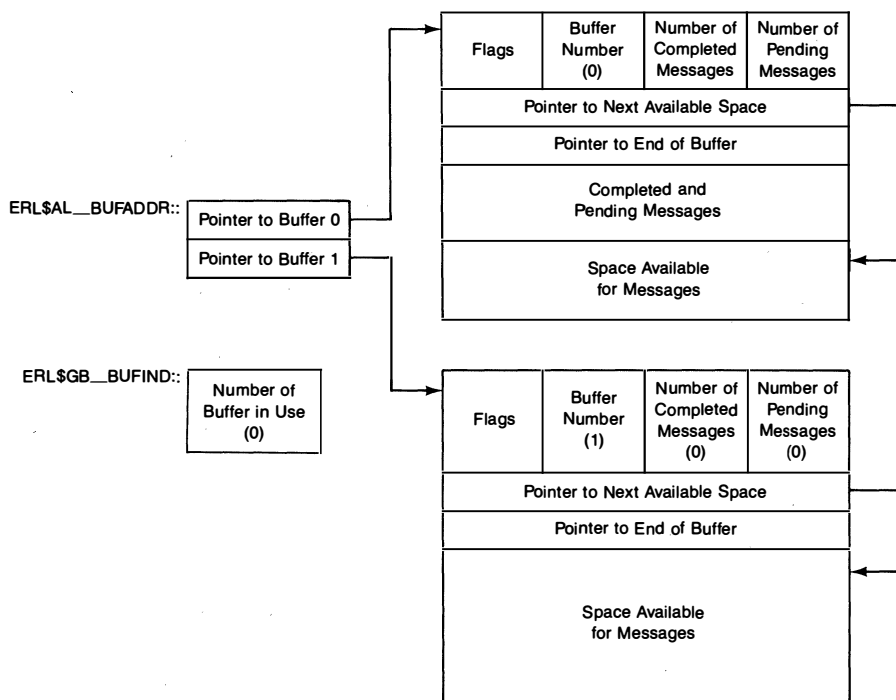 Flags
Buffer
Number
(0)
Number of
Completed
Messages
Number of
Pending
Messages
Pointer to Next Available Space
Pointer to End of Buffer
Completed and
Pending Messages
Space Available
for Messages
ERL$AL__BUFADDR::
Pointer to Buffer 0
Pointer to Buffer 1
ERL$GB__BUFIND::
Number of
Buffer in Use
(0)
Flags
Buffer
Number
(1)
Number of
Completed
Messages
(0)
Number of
Pending
Messages
(0)
Pointer to Next Available Space
Pointer to End of Buffer
Space Available
for Messages